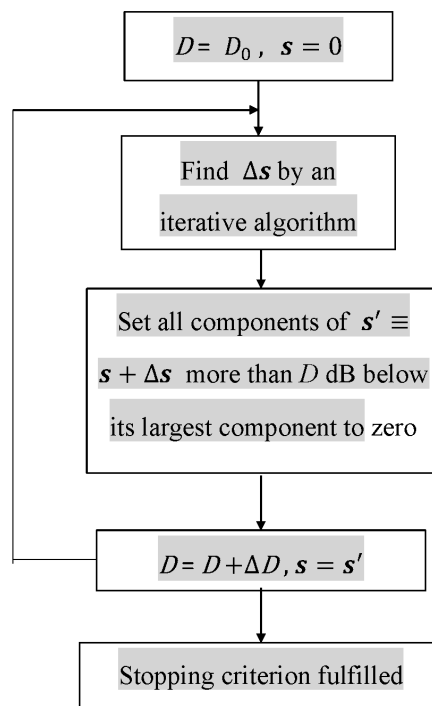 D = D₀ , s = 0
Find Δs by an
iterative algorithm
Set all components of s′ ≡
s + Δs more than D dB below
its largest component to zero
D = D + ΔD, s = s′
Stopping criterion fulfilled